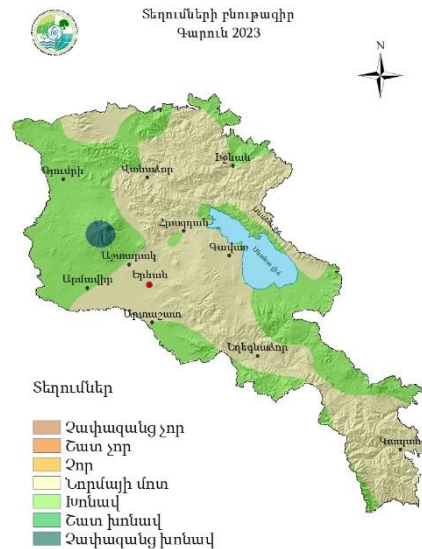 Տեղումների բնութագիր
Գարուն 2023
N
Իջևան
Գյումրի
Վանաձոր
Հրազդան
Գավառ
Սևանա լիճ
Աշտարակ
Երևան
Արմավիր
Արտաշատ
Եղեգնաձոր
Կապան
Տեղումներ
Չափազանց չոր
Շատ չոր
Չոր
Նորմայի մոտ
Խոնավ
Շատ խոնավ
Չափազանց խոնավ